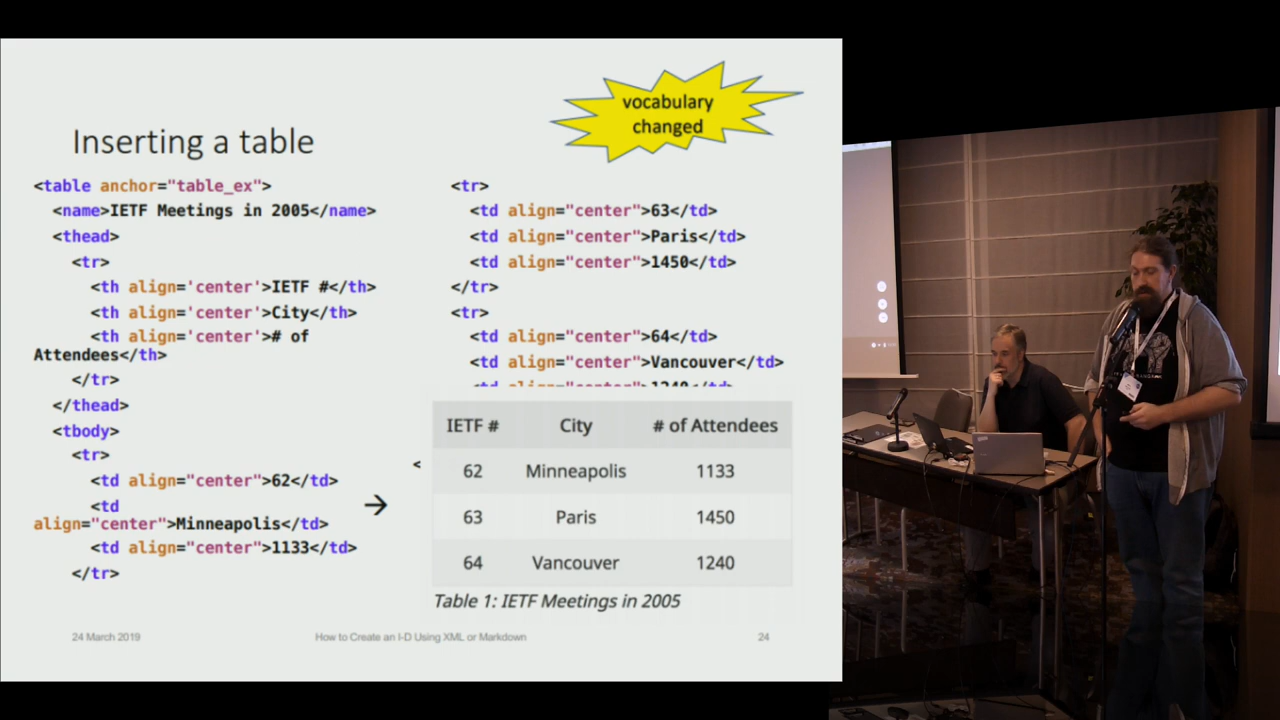 vocabulary
changed
Inserting a table
<table anchor="table_ex">
<name>IETF Meetings in 2005</name>
<thead>
<tr>
<th align='center'>IETF #</th>
<th align='center'>City</th>
<th align='center'># of
Attendees</th>
</tr>
</thead>
<tbody>
<tr>
<td align="center">62</td>
<td
align="center">Minneapolis</td>
<td align="center">1133</td>
</tr>
<tr>
<td align="center">63</td>
<td align="center">Paris</td>
<td align="center">1450</td>
</tr>
<tr>
<td align="center">64</td>
<td align="center">Vancouver</td>
<td align="center">1240</td>
<
→
IETF # City # of Attendees
62 Minneapolis 1133
63 Paris 1450
64 Vancouver 1240
Table 1: IETF Meetings in 2005
24 March 2019 How to Create an I-D Using XML or Markdown 24